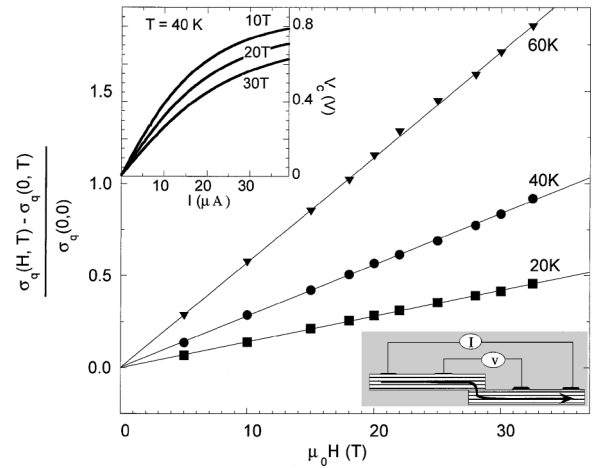 T = 40 K
10T
20T
30T
0.8
0.4
0
V_c (V)
10 20 30
I (μA)
60K
40K
20K
1.5
1.0
0.5
0.0
σ_q(H, T) - σ_q(0, T)
σ_q(0,0)
I
V
0 10 20 30
μ_0H (T)